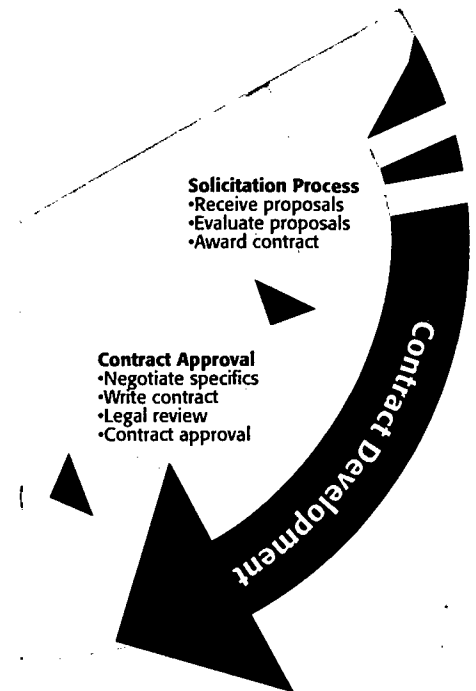 Solicitation Process
•Receive proposals
•Evaluate proposals
•Award contract
Contract Approval
•Negotiate specifics
•Write contract
•Legal review
•Contract approval
Contract Development